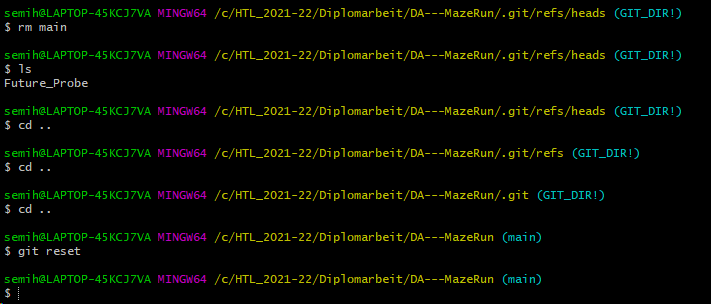 semih@LAPTOP-45KCJ7VA MINGW64 /c/HTL_2021-22/Diplomarbeit/DA---MazeRun/.git/refs/heads (GIT_DIR!)
$ rm main
semih@LAPTOP-45KCJ7VA MINGW64 /c/HTL_2021-22/Diplomarbeit/DA---MazeRun/.git/refs/heads (GIT_DIR!)
$ ls
Future_Probe
semih@LAPTOP-45KCJ7VA MINGW64 /c/HTL_2021-22/Diplomarbeit/DA---MazeRun/.git/refs/heads (GIT_DIR!)
$ cd ..
semih@LAPTOP-45KCJ7VA MINGW64 /c/HTL_2021-22/Diplomarbeit/DA---MazeRun/.git/refs (GIT_DIR!)
$ cd ..
semih@LAPTOP-45KCJ7VA MINGW64 /c/HTL_2021-22/Diplomarbeit/DA---MazeRun/.git (GIT_DIR!)
$ cd ..
semih@LAPTOP-45KCJ7VA MINGW64 /c/HTL_2021-22/Diplomarbeit/DA---MazeRun (main)
$ git reset
semih@LAPTOP-45KCJ7VA MINGW64 /c/HTL_2021-22/Diplomarbeit/DA---MazeRun (main)
$